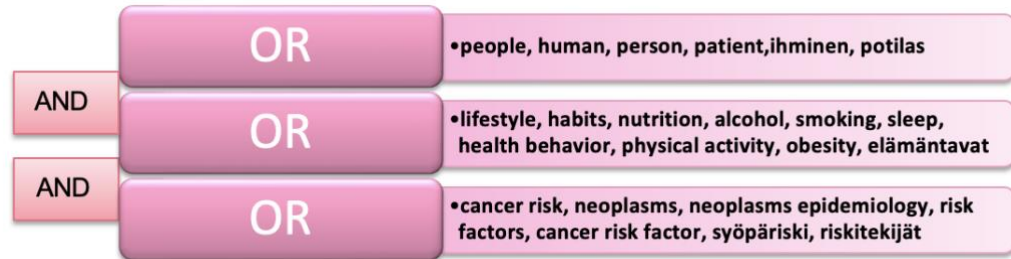 OR
•people, human, person, patient,ihminen, potilas
AND
OR
•lifestyle, habits, nutrition, alcohol, smoking, sleep,
health behavior, physical activity, obesity, elämäntavat
AND
OR
•cancer risk, neoplasms, neoplasms epidemiology, risk
factors, cancer risk factor, syöpäriski, riskitekijät